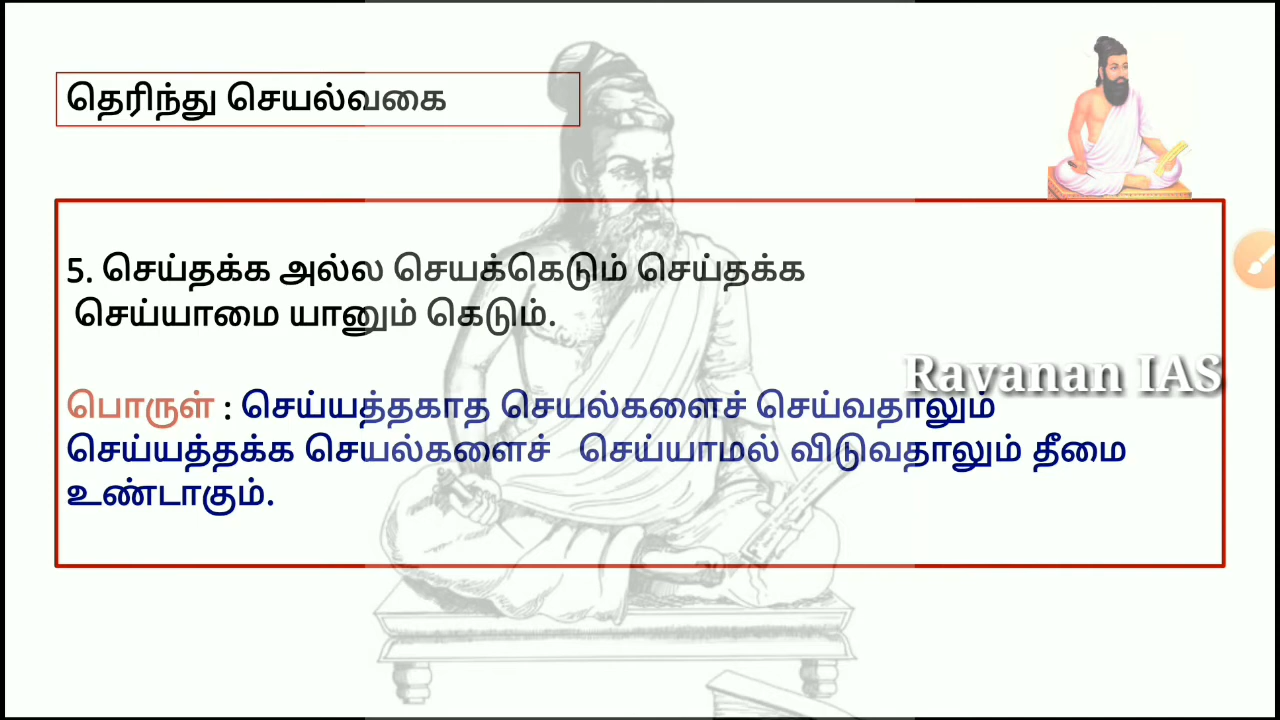 தெரிந்து செயல்வகை
5. செய்தக்க அல்ல செயக்கெடும் செய்தக்க
செய்யாமை யானும் கெடும்.
Ravanan IAS
பொருள் : செய்யத்தகாத செயல்களைச் செய்வதாலும்
செய்யத்தக்க செயல்களைச் செய்யாமல் விடுவதாலும் தீமை
உண்டாகும்.